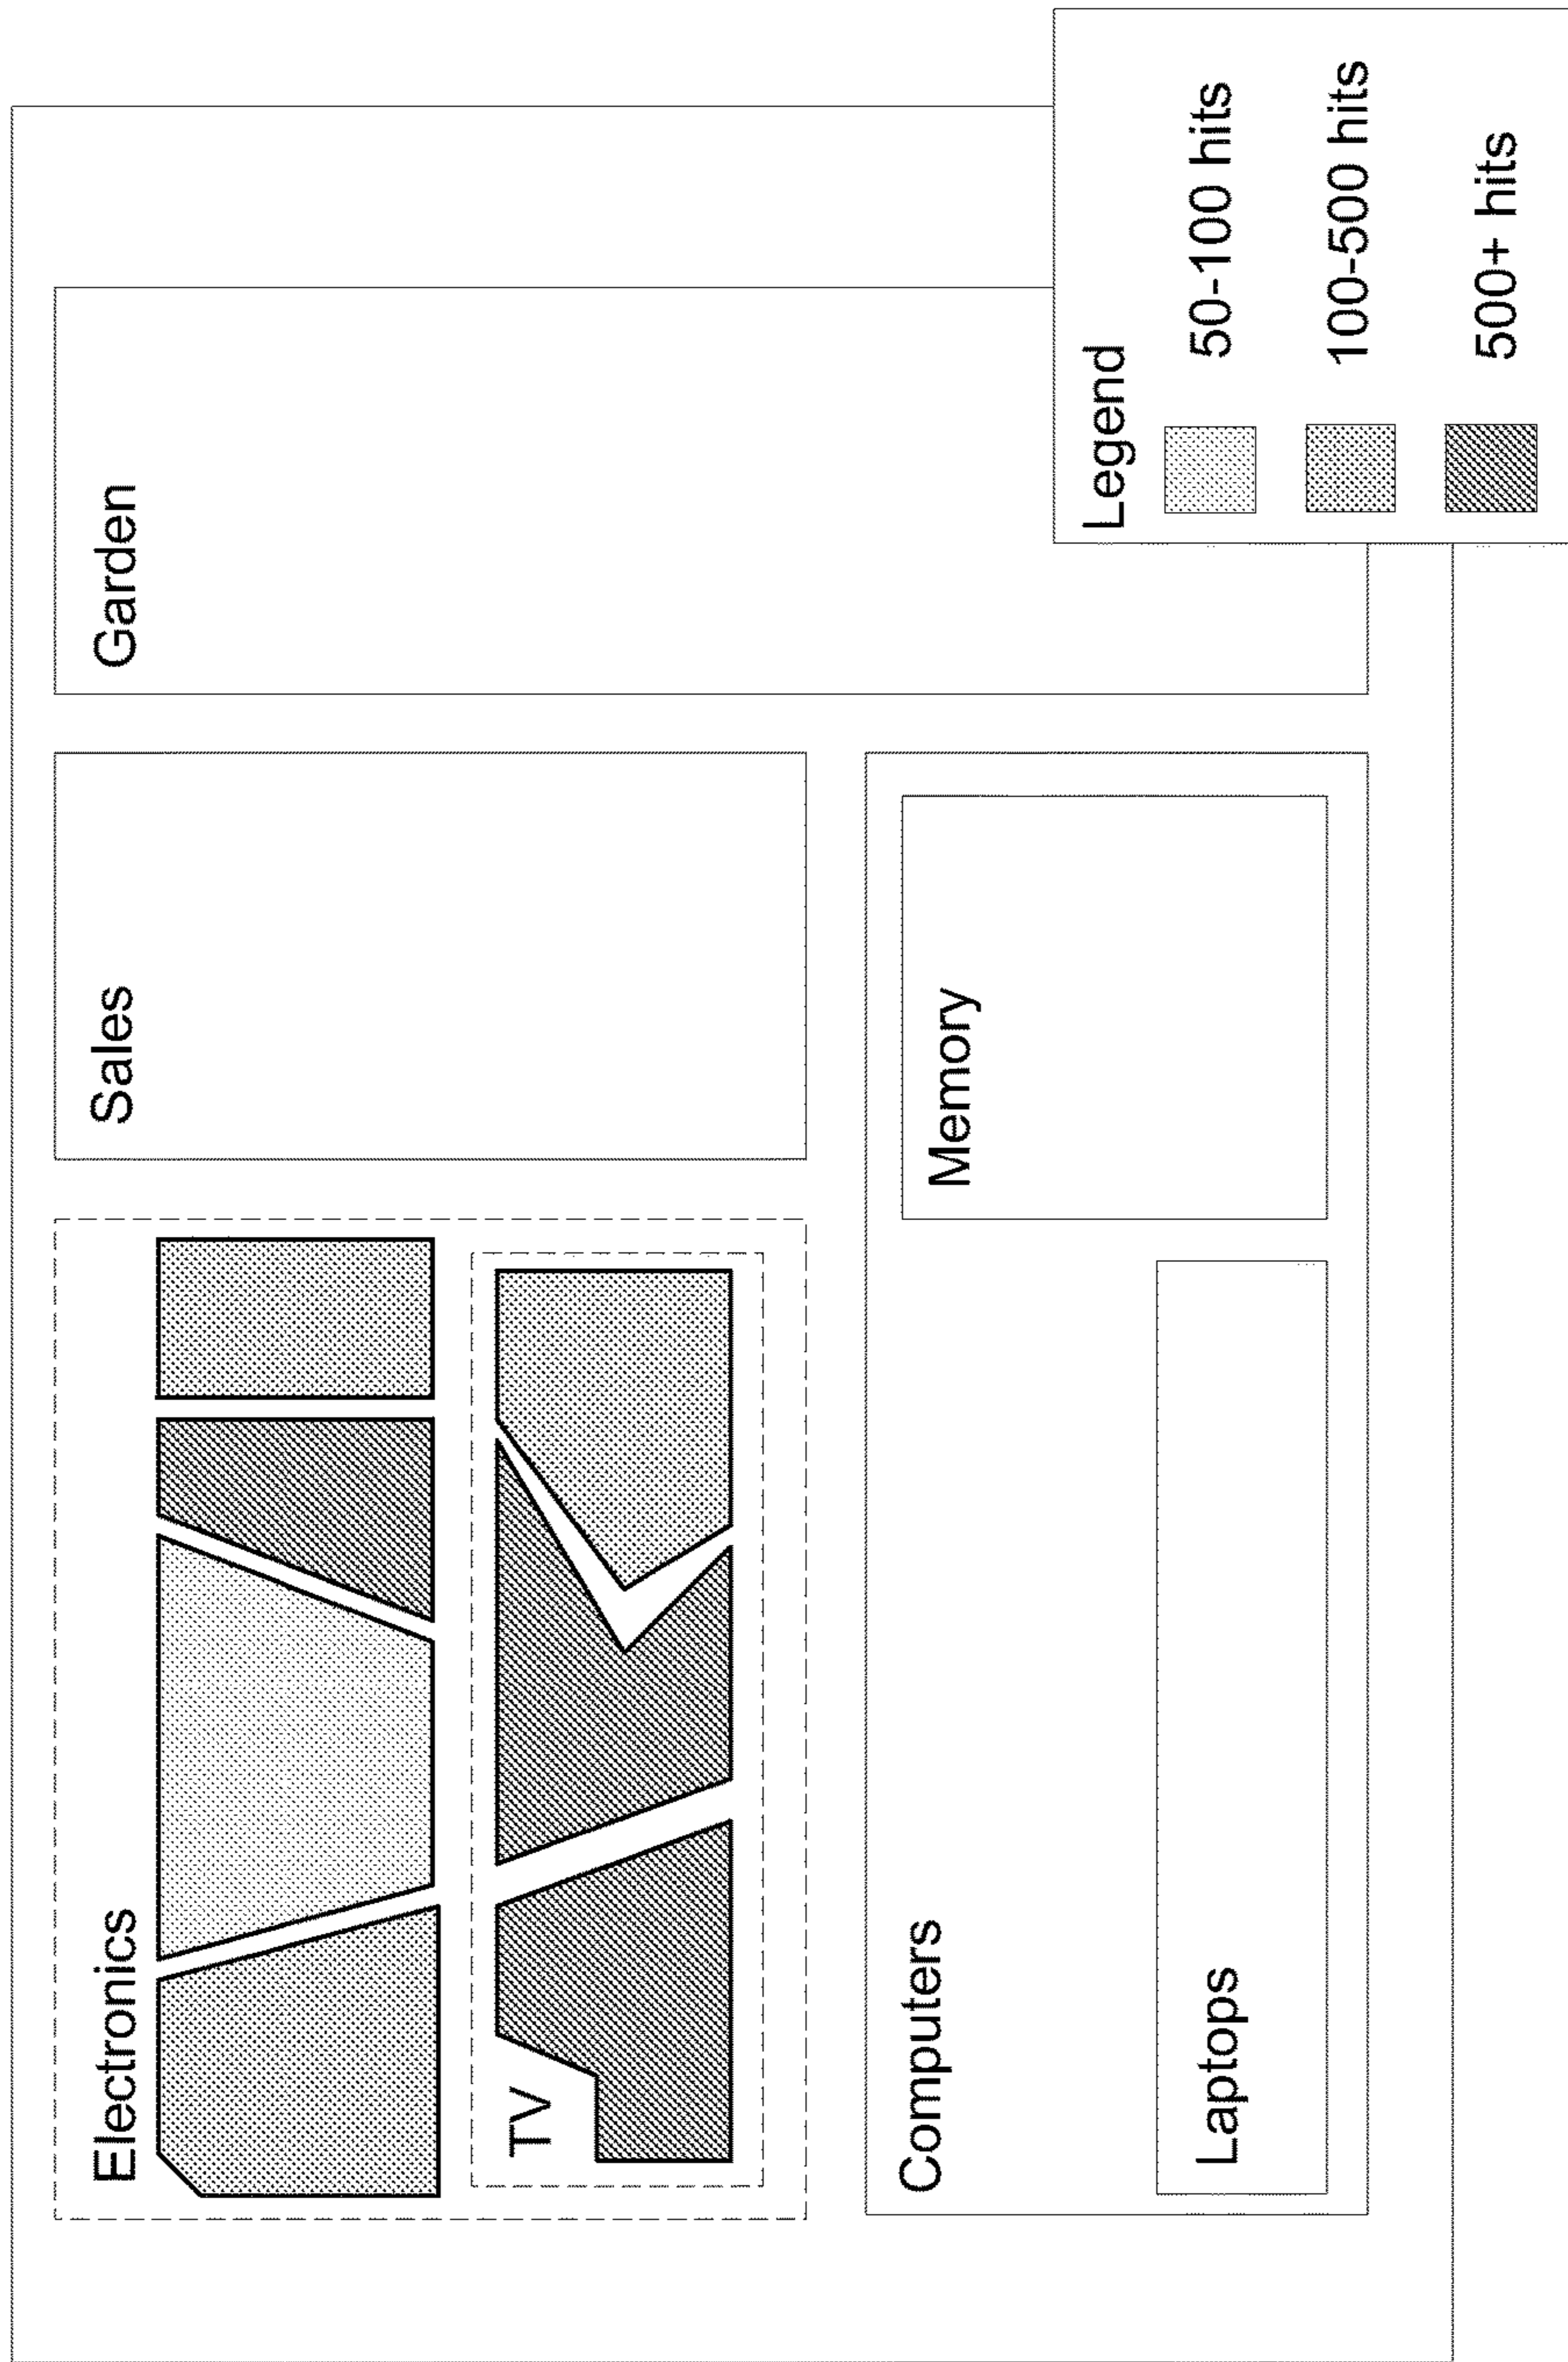 Electronics
Sales
Garden
TV
Computers
Memory
Laptops
Legend
50-100 hits
100-500 hits
500+ hits